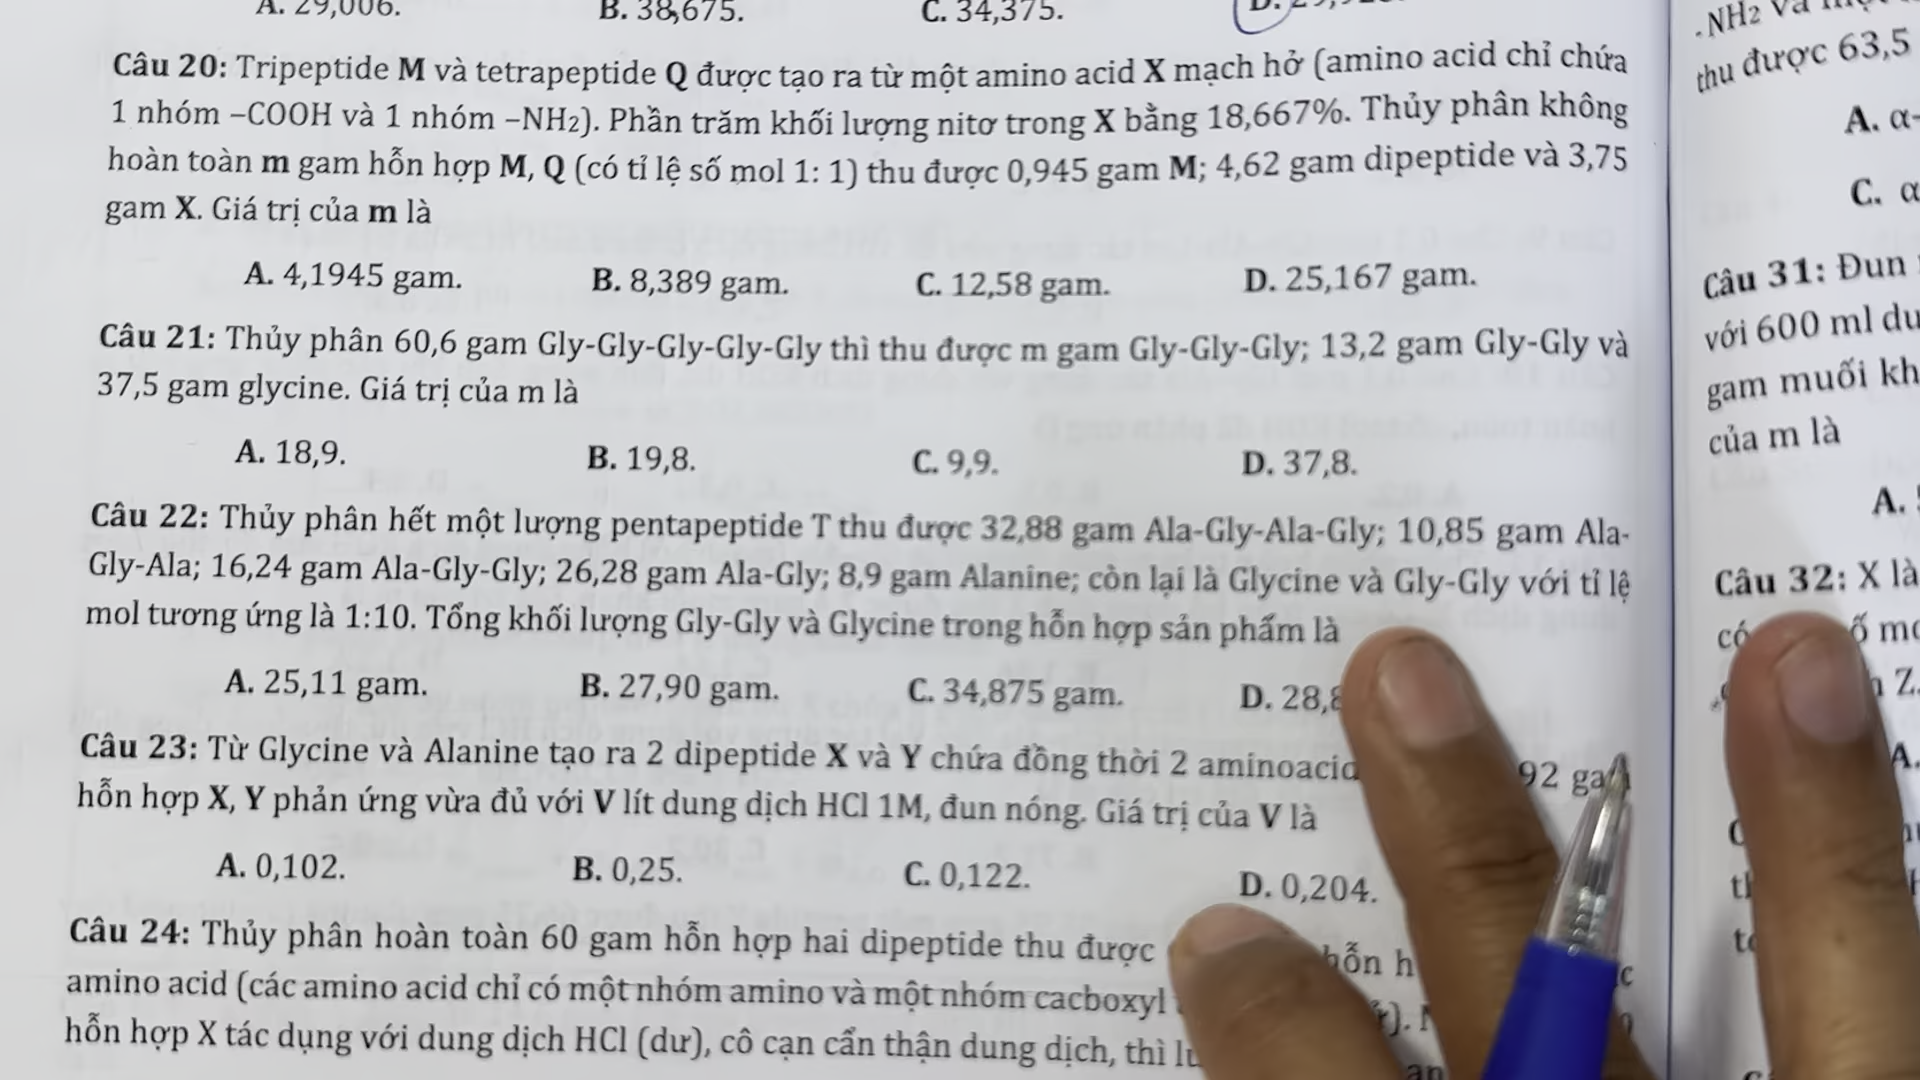 A. 29,006. B. 38,675. C. 34,375. D.
Câu 20: Tripeptide M và tetrapeptide Q được tạo ra từ một amino acid X mạch hở (amino acid chỉ chứa
1 nhóm –COOH và 1 nhóm –NH₂). Phần trăm khối lượng nitơ trong X bằng 18,667%. Thủy phân không
hoàn toàn m gam hỗn hợp M, Q (có tỉ lệ số mol 1: 1) thu được 0,945 gam M; 4,62 gam dipeptide và 3,75
gam X. Giá trị của m là
A. 4,1945 gam. B. 8,389 gam. C. 12,58 gam. D. 25,167 gam.
Câu 21: Thủy phân 60,6 gam Gly-Gly-Gly-Gly-Gly thì thu được m gam Gly-Gly-Gly; 13,2 gam Gly-Gly và
37,5 gam glycine. Giá trị của m là
A. 18,9. B. 19,8. C. 9,9. D. 37,8.
Câu 22: Thủy phân hết một lượng pentapeptide T thu được 32,88 gam Ala-Gly-Ala-Gly; 10,85 gam Ala-
Gly-Ala; 16,24 gam Ala-Gly-Gly; 26,28 gam Ala-Gly; 8,9 gam Alanine; còn lại là Glycine và Gly-Gly với tỉ lệ
mol tương ứng là 1:10. Tổng khối lượng Gly-Gly và Glycine trong hỗn hợp sản phẩm là
A. 25,11 gam. B. 27,90 gam. C. 34,875 gam. D. 28,8
Câu 23: Từ Glycine và Alanine tạo ra 2 dipeptide X và Y chứa đồng thời 2 aminoacid 92 gam
hỗn hợp X, Y phản ứng vừa đủ với V lít dung dịch HCl 1M, đun nóng. Giá trị của V là
A. 0,102. B. 0,25. C. 0,122. D. 0,204.
Câu 24: Thủy phân hoàn toàn 60 gam hỗn hợp hai dipeptide thu được hỗn h
amino acid (các amino acid chỉ có một nhóm amino và một nhóm cacboxyl
hỗn hợp X tác dụng với dung dịch HCl (dư), cô cạn cẩn thận dung dịch, thì
-NH₂ và
thu được 63,5
A. α-
C. α
Câu 31: Đun
với 600 ml du
gam muối kh
của m là
A.
Câu 32: X là
có
Z.
A.